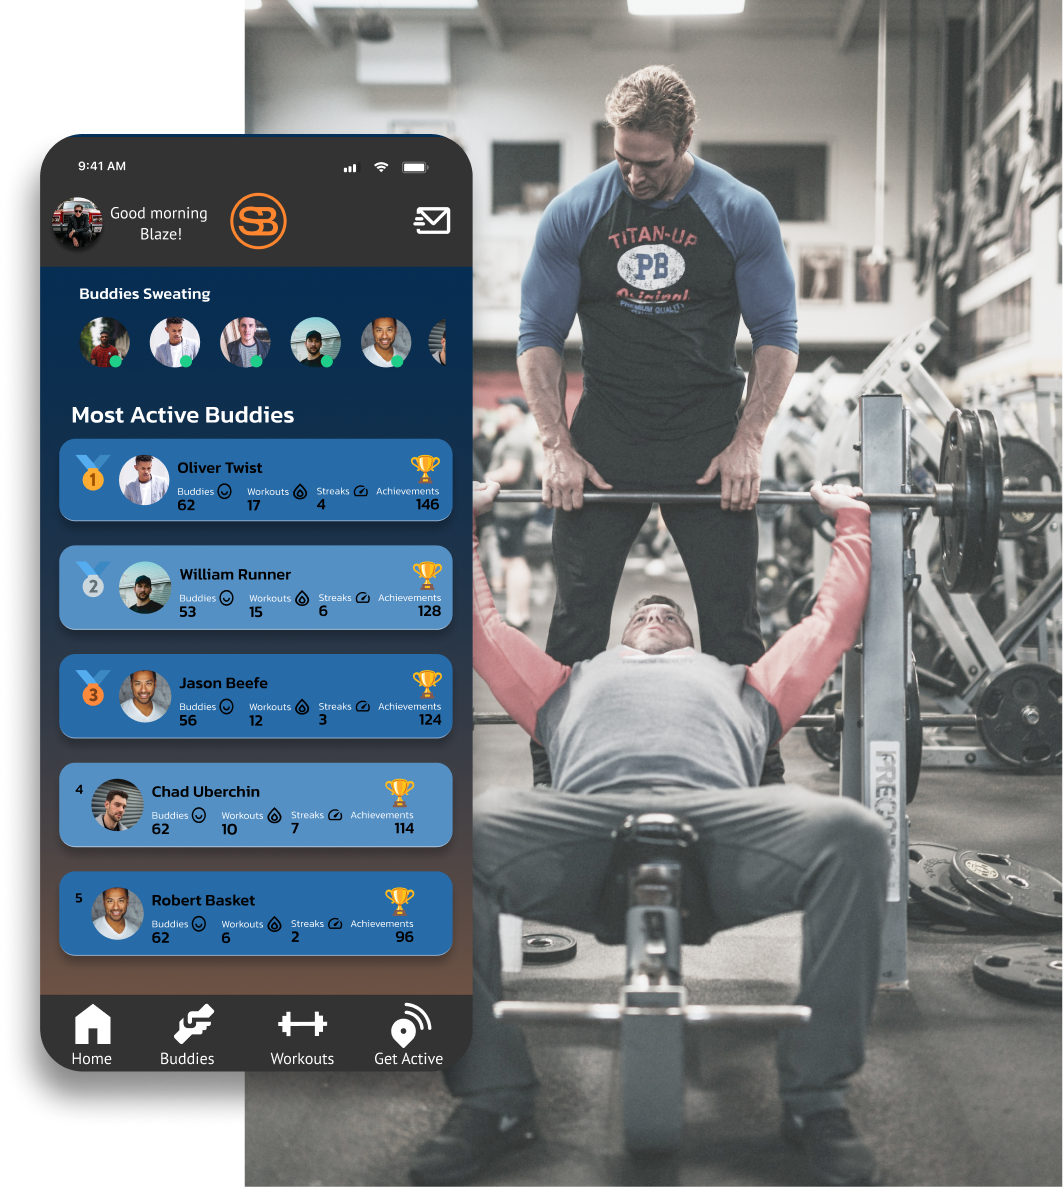 9:41 AM
Good morning
Blaze!
SB
Buddies Sweating
Most Active Buddies
1
Oliver Twist
Buddies Workouts Streaks Achievements
62 17 4 146
2
William Runner
Buddies Workouts Streaks Achievements
53 15 6 128
3
Jason Beefe
Buddies Workouts Streaks Achievements
56 12 3 124
4
Chad Uberchin
Buddies Workouts Streaks Achievements
62 10 7 114
5
Robert Basket
Buddies Workouts Streaks Achievements
62 6 2 96
Home Buddies Workouts Get Active
TITAN-UP
PB
Original
PREMIUM QUALITY